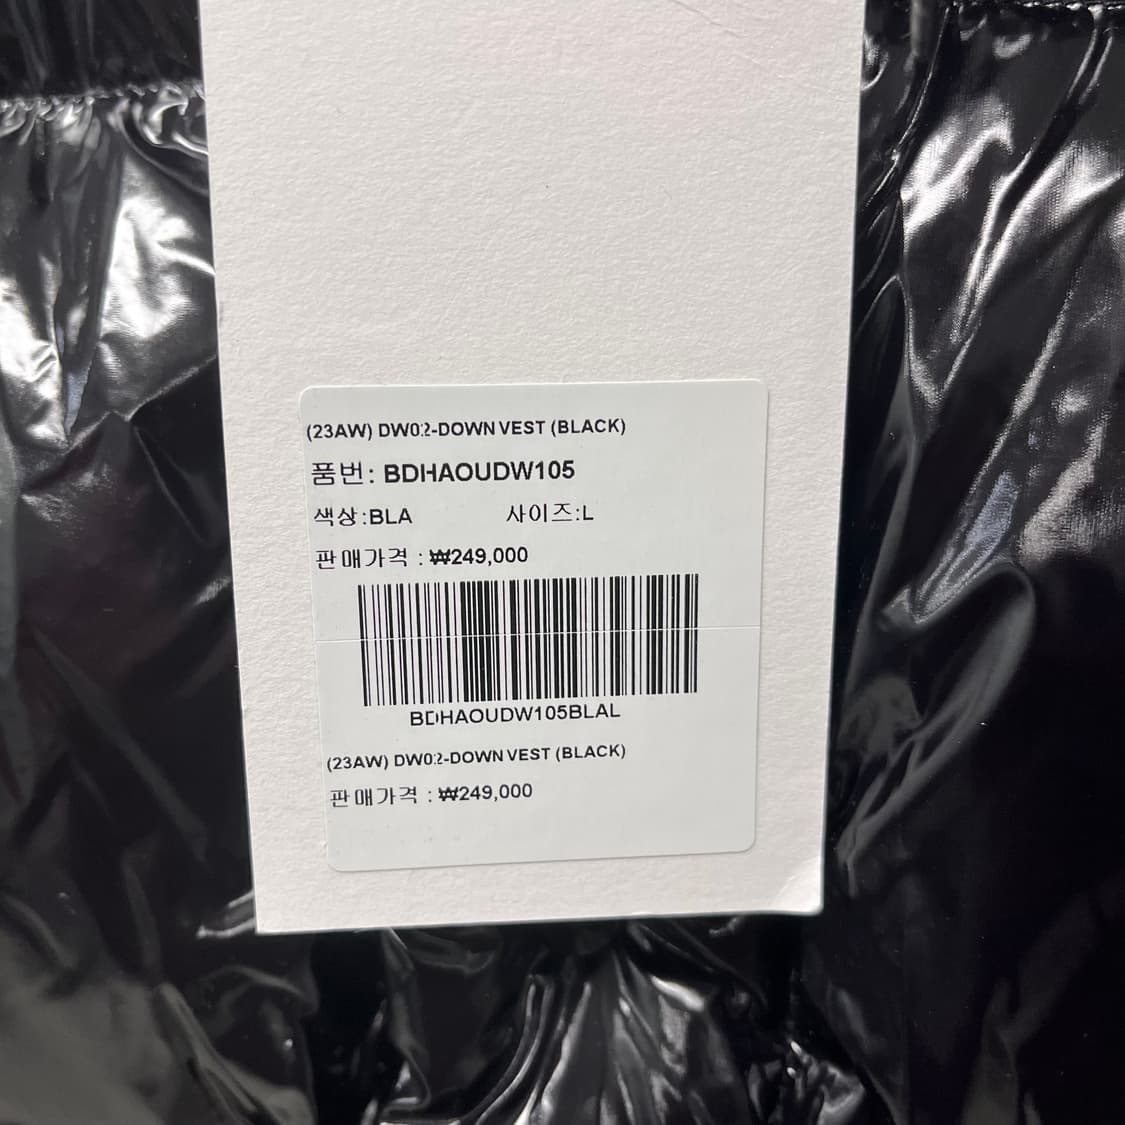 (23AW) DW02-DOWN VEST (BLACK)
품번: BDHAOUDW105
색상:BLA 사이즈:L
판매가격 : ₩249,000
BDHAOUDW105BLAL
(23AW) DW02-DOWN VEST (BLACK)
판매가격 : ₩249,000